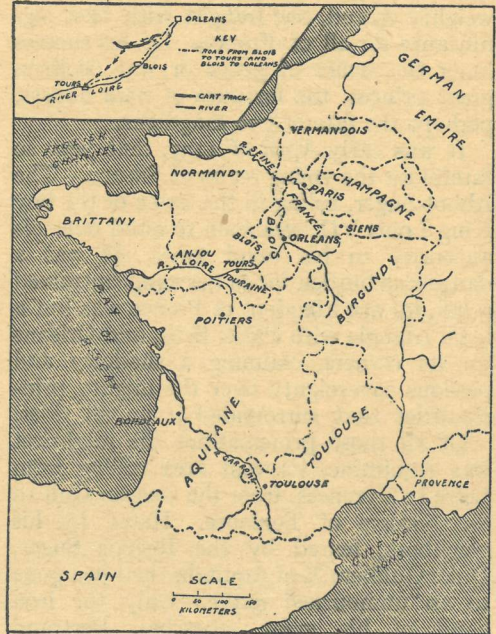 ORLEANS
KEY
ROAD FROM BLOIS
TO TOURS AND
BLOIS TO ORLEANS
BLOIS
TOURS
RIVER LOIRE
CART TRACK
RIVER
GERMAN
EMPIRE
ENGLISH
CHANNEL
VERMANDOIS
R. SEINE
NORMANDY
CHAMPAGNE
PARIS
FRANCE
BRITTANY
BLOIS
SIENS
BLOIS
ORLEANS
ANJOU
R. LOIRE
TOURS
TOURAINE
BURGUNDY
POITIERS
BAY OF
BISCAY
BORDEAUX
AQUITAINE
TOULOUSE
GARONNE
TOULOUSE
PROVENCE
GULF OF
LIONS
SPAIN
SCALE
0 50 100 150
KILOMETERS